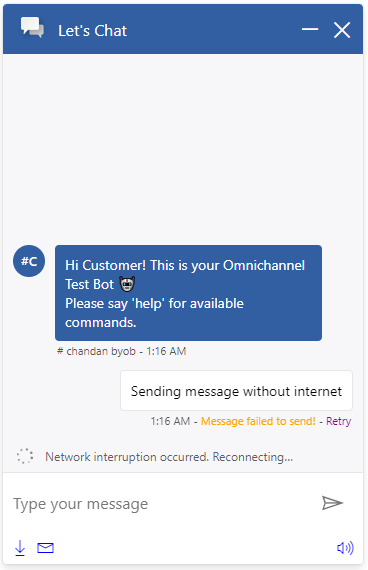 Let's Chat
#C
Hi Customer! This is your Omnichannel
Test Bot 🤖
Please say 'help' for available
commands.
# chandan byob - 1:16 AM
Sending message without internet
1:16 AM - Message failed to send! - Retry
Network interruption occurred. Reconnecting...
Type your message